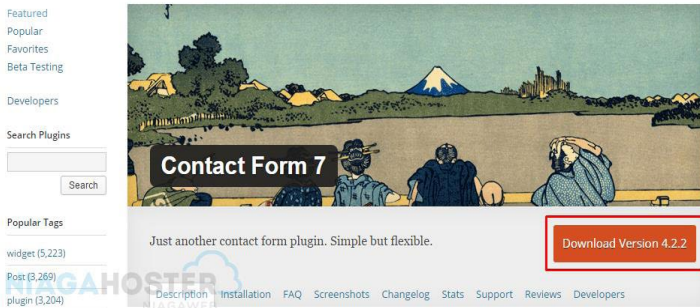 Featured
Popular
Favorites
Beta Testing
Developers
Search Plugins
Search
Popular Tags
widget (5,223)
Post (3,269)
plugin (3,204)
Contact Form 7
Just another contact form plugin. Simple but flexible.
Download Version 4.2.2
Description Installation FAQ Screenshots Changelog Stats Support Reviews Developers
NIAGAHOSTER
NIAGAWEB